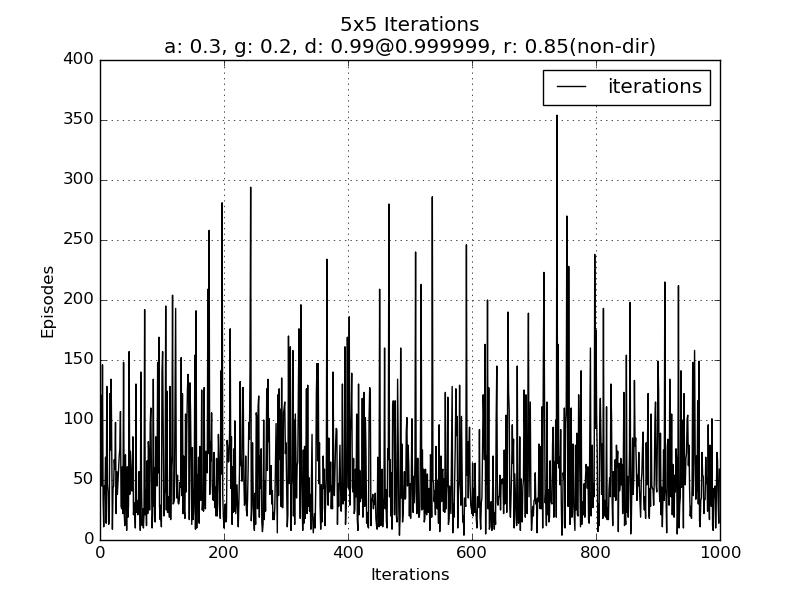 5x5 Iterations
a: 0.3, g: 0.2, d: 0.99@0.999999, r: 0.85(non-dir)
iterations
400
350
300
250
200
150
100
50
0
Episodes
0 200 400 600 800 1000
Iterations